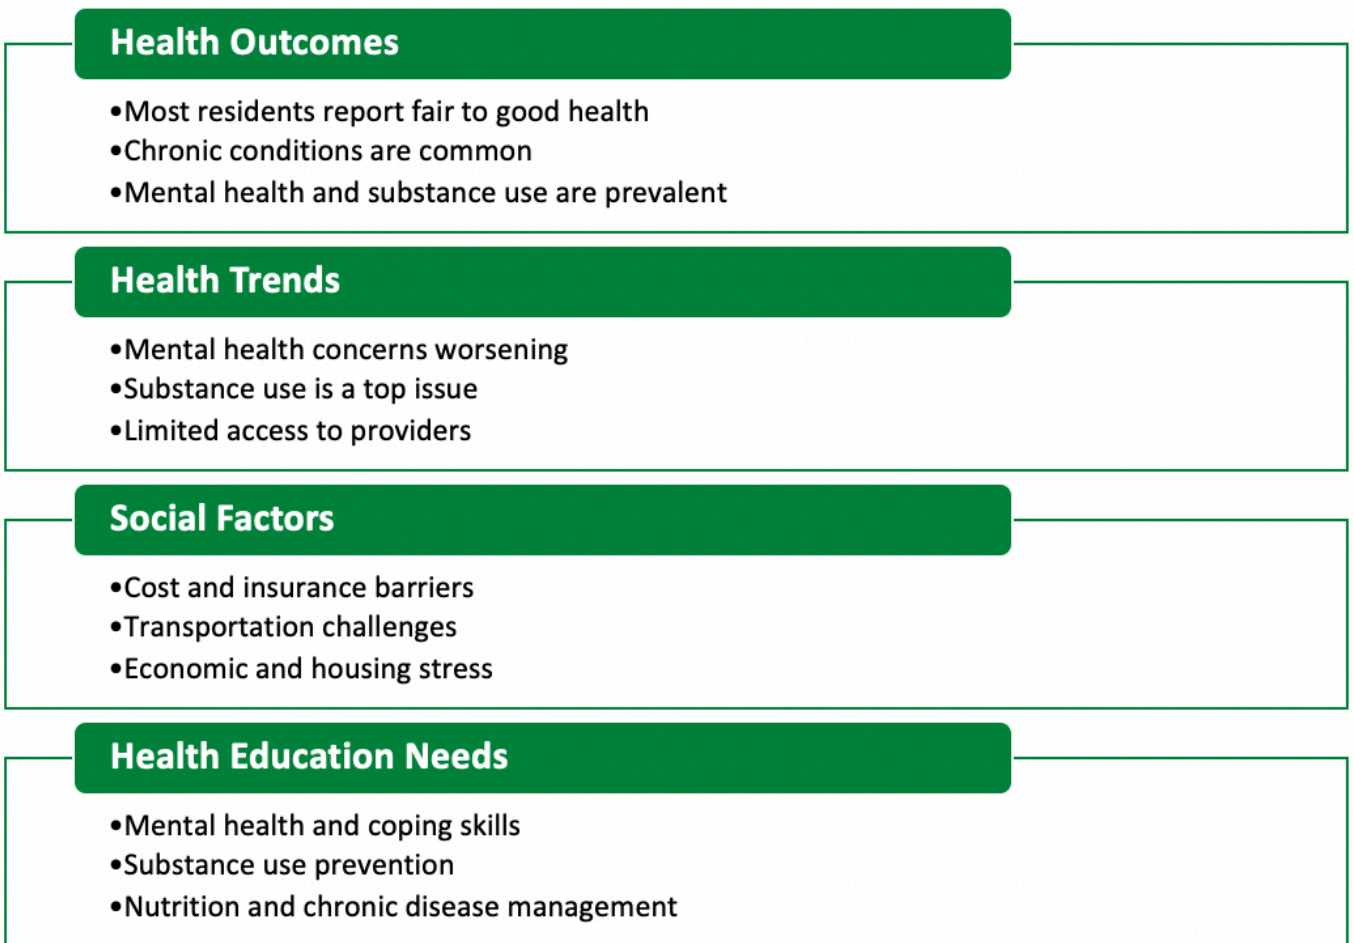 Health Outcomes
•Most residents report fair to good health
•Chronic conditions are common
•Mental health and substance use are prevalent
Health Trends
•Mental health concerns worsening
•Substance use is a top issue
•Limited access to providers
Social Factors
•Cost and insurance barriers
•Transportation challenges
•Economic and housing stress
Health Education Needs
•Mental health and coping skills
•Substance use prevention
•Nutrition and chronic disease management